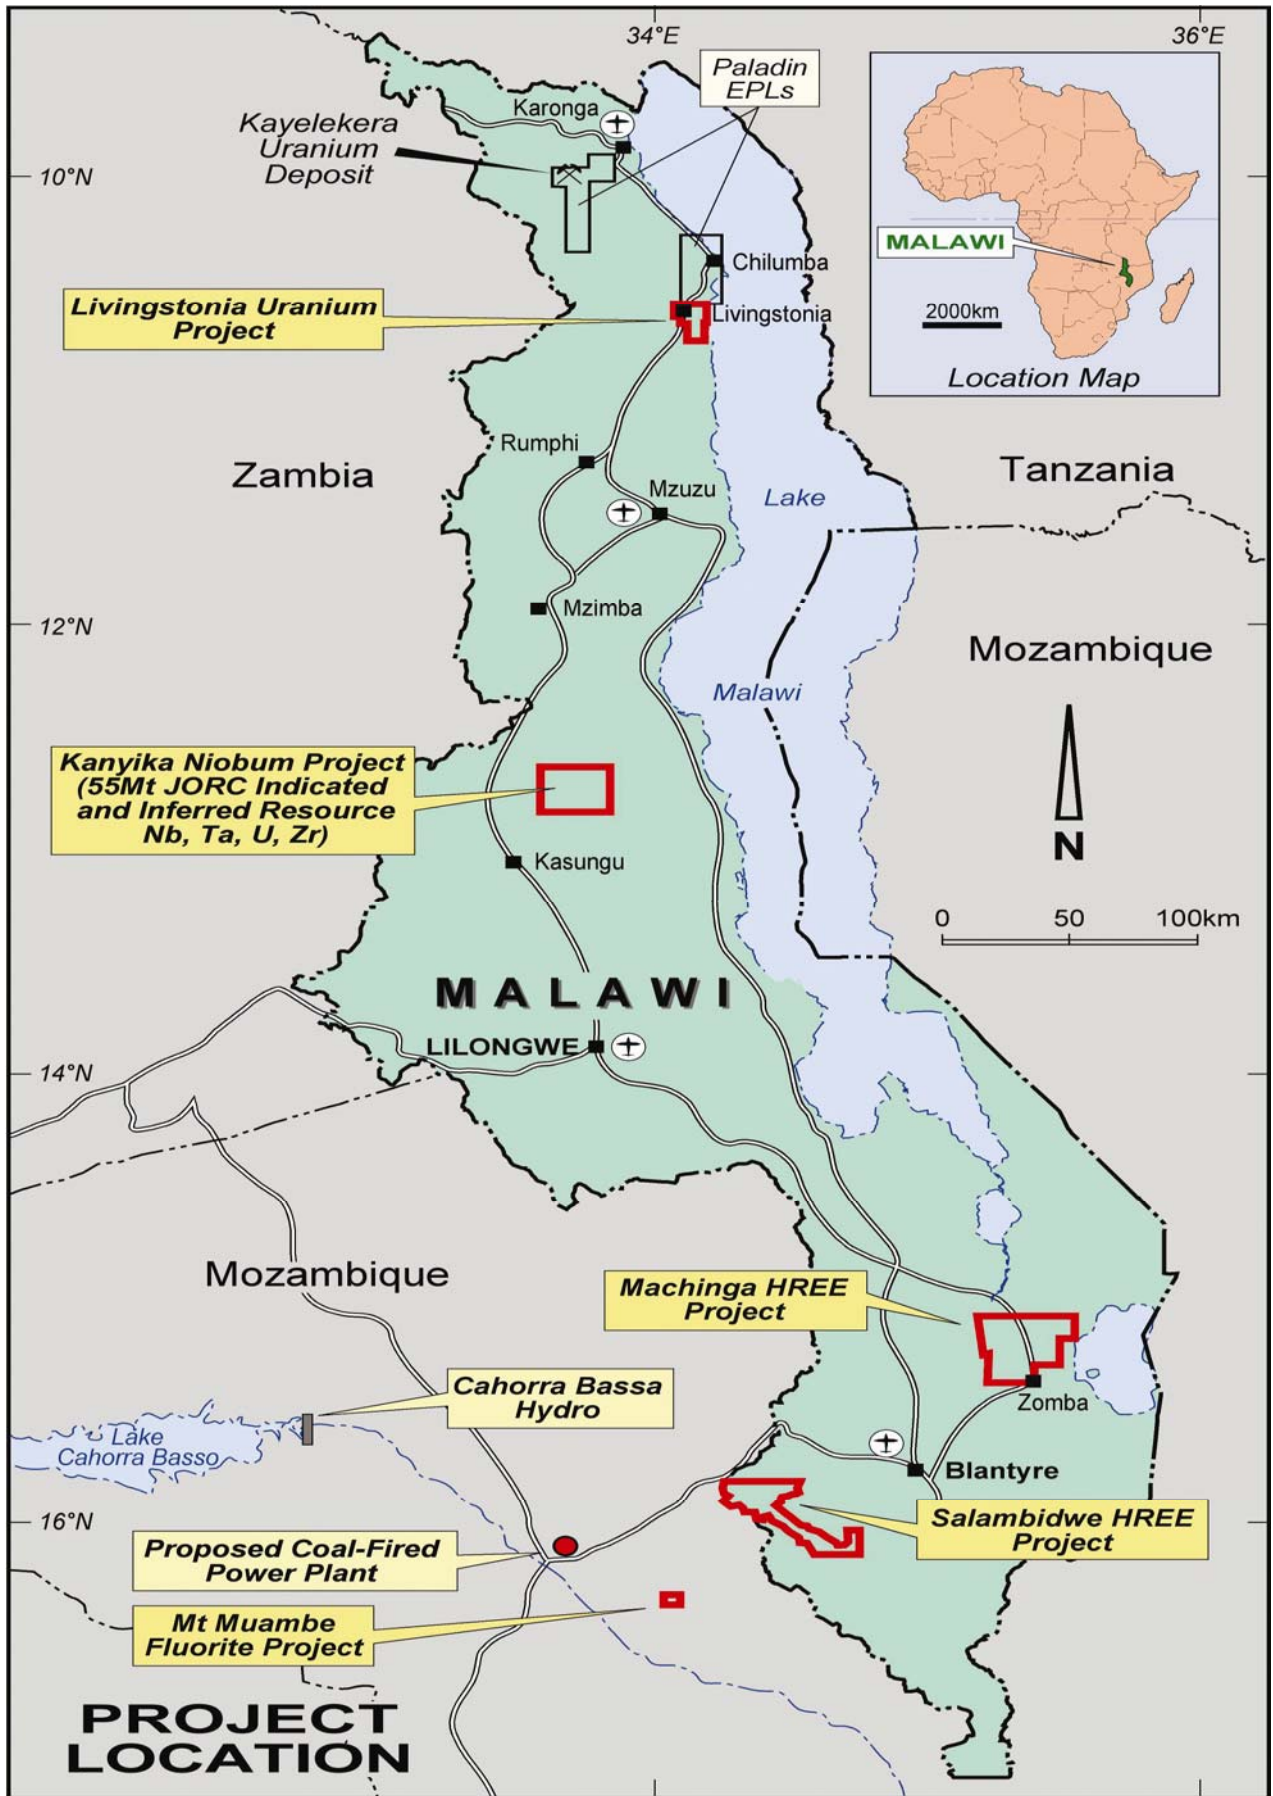 34°E
36°E
Paladin
EPLs
Karonga
Kayelekera
Uranium
Deposit
10°N
MALAWI
2000km
Location Map
Chilumba
Livingstonia Uranium
Project
Livingstonia
Rumphi
Zambia
Tanzania
Mzuzu
Lake
Mzimba
12°N
Mozambique
Malawi
N
Kanyika Niobum Project
(55Mt JORC Indicated
and Inferred Resource
Nb, Ta, U, Zr)
Kasungu
0 50 100km
MALAWI
LILONGWE
14°N
Mozambique
Machinga HREE
Project
Cahorra Bassa
Hydro
Zomba
Lake
Cahorra Basso
Blantyre
16°N
Salambidwe HREE
Project
Proposed Coal-Fired
Power Plant
Mt Muambe
Fluorite Project
PROJECT
LOCATION